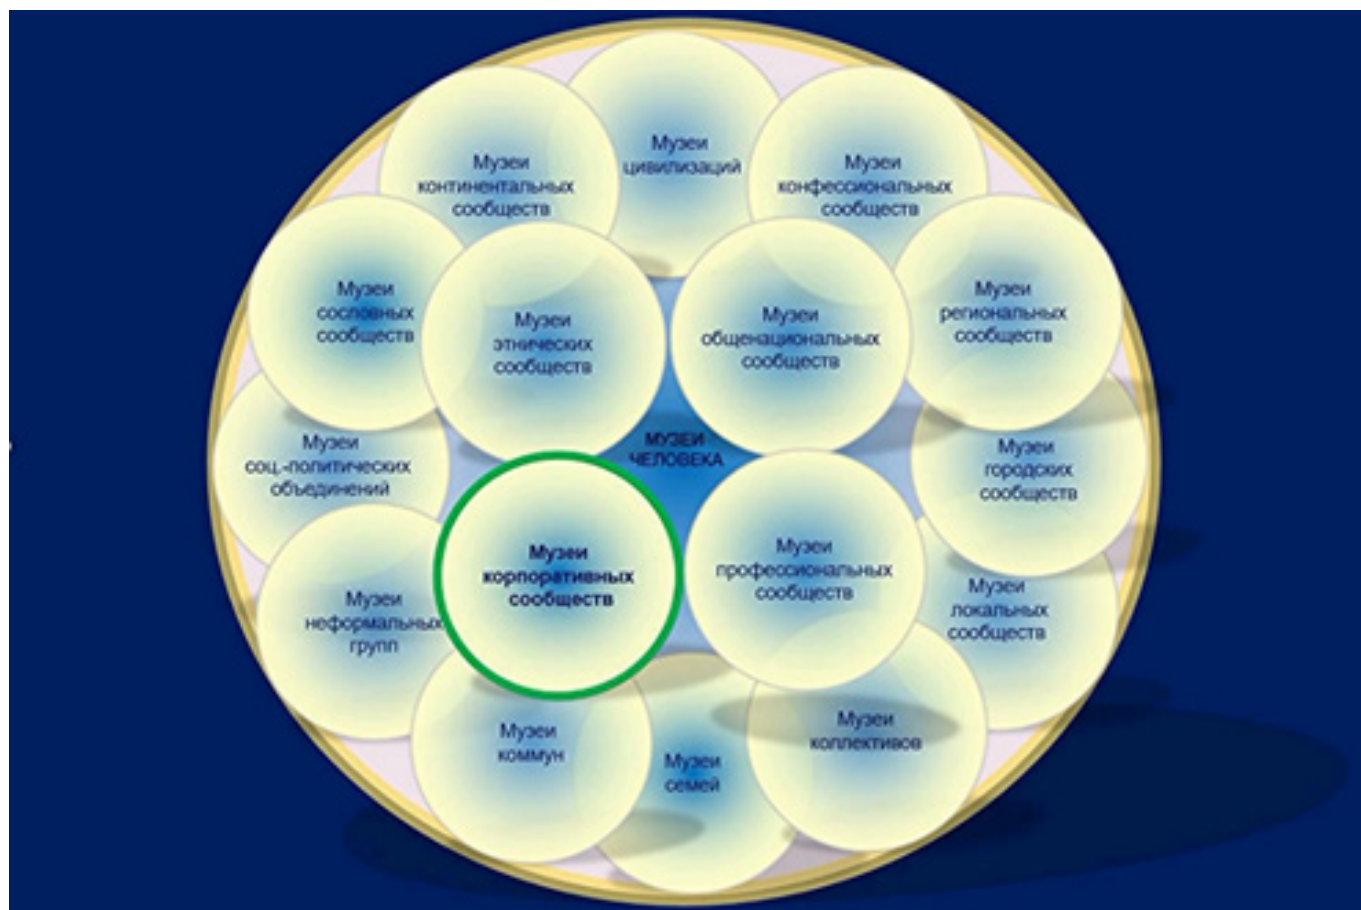 Музеи
цивилизаций
Музеи
континентальных
сообществ
Музеи
конфессиональных
сообществ
Музеи
сословных
сообществ
Музеи
этнических
сообществ
Музеи
общенациональных
сообществ
Музеи
региональных
сообществ
Музеи
соц.-политических
объединений
МУЗЕИ
ЧЕЛОВЕКА
Музеи
городских
сообществ
Музеи
неформальных
групп
Музеи
корпоративных
сообществ
Музеи
профессиональных
сообществ
Музеи
локальных
сообществ
Музеи
коммун
Музеи
семей
Музеи
коллективов